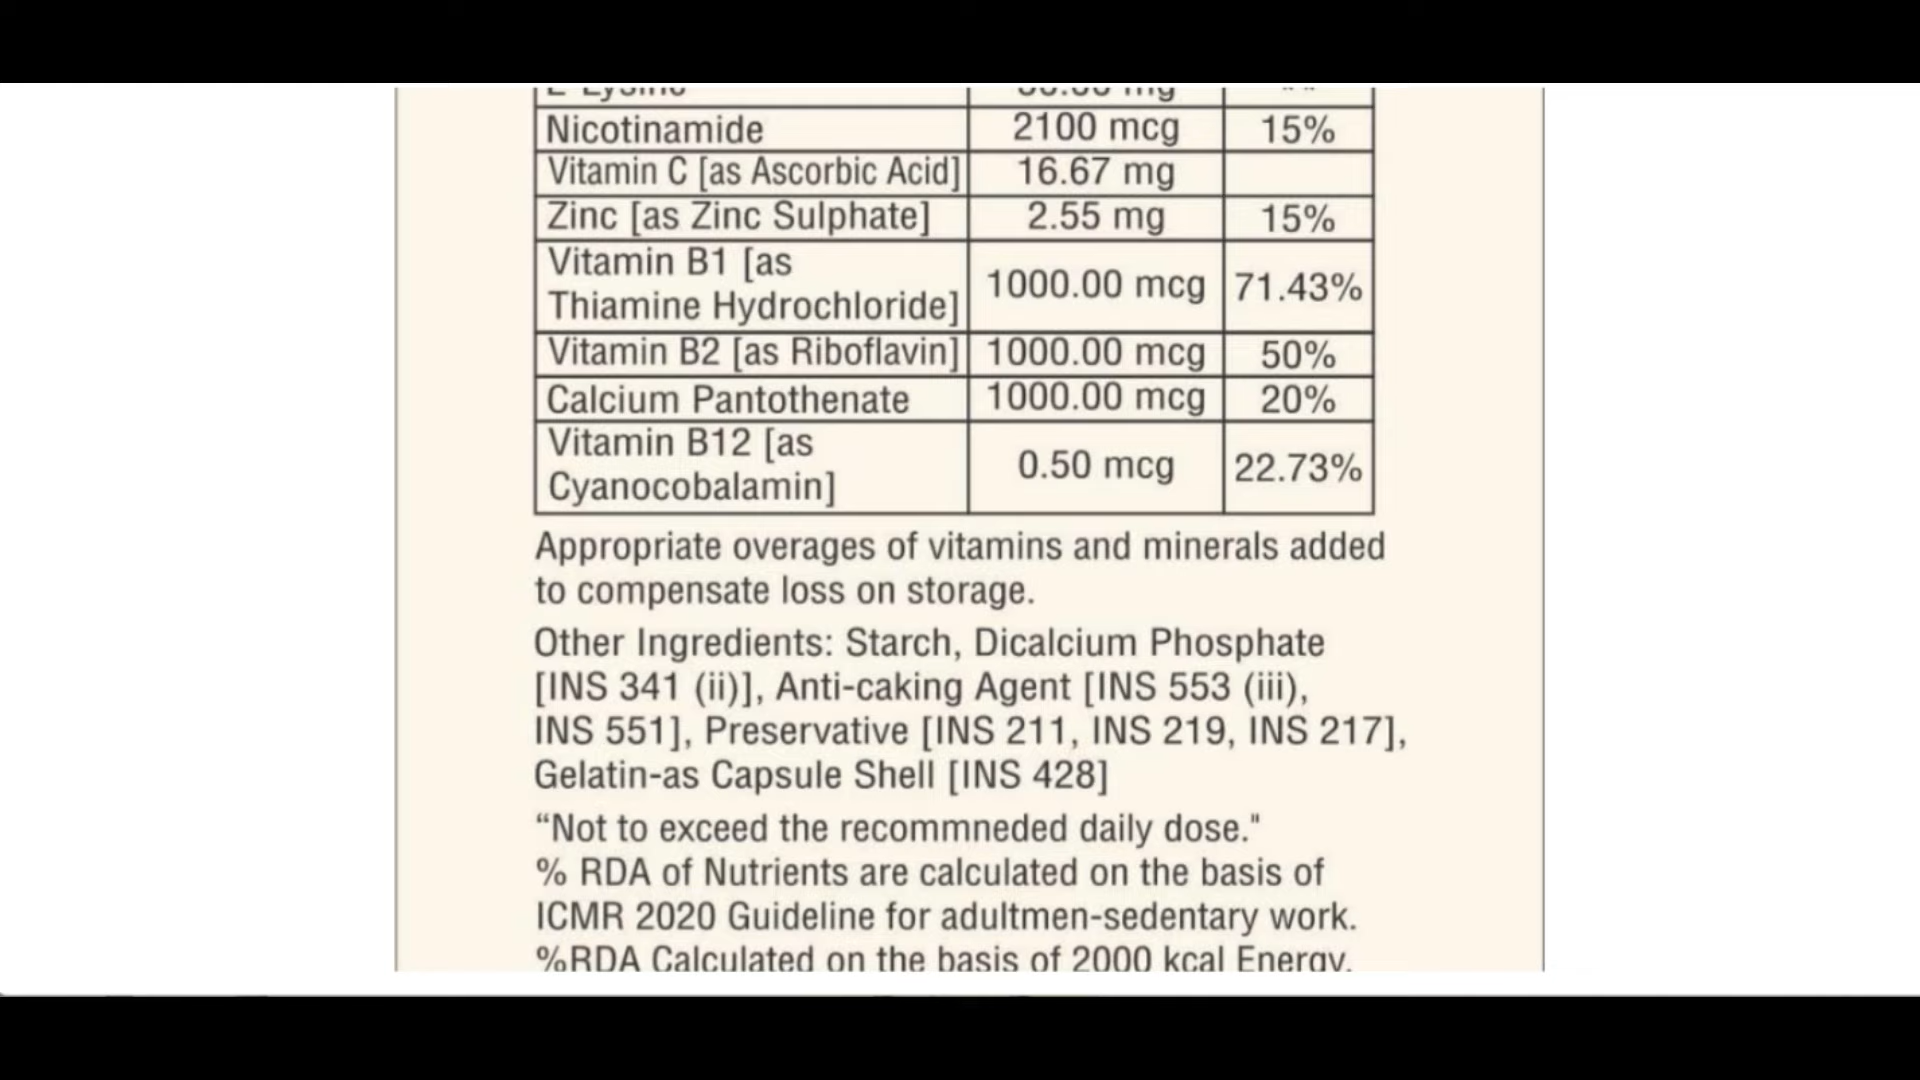 L-Lysine mg **
Nicotinamide 2100 mcg 15%
Vitamin C [as Ascorbic Acid] 16.67 mg
Zinc [as Zinc Sulphate] 2.55 mg 15%
Vitamin B1 [as
Thiamine Hydrochloride] 1000.00 mcg 71.43%
Vitamin B2 [as Riboflavin] 1000.00 mcg 50%
Calcium Pantothenate 1000.00 mcg 20%
Vitamin B12 [as
Cyanocobalamin] 0.50 mcg 22.73%
Appropriate overages of vitamins and minerals added
to compensate loss on storage.
Other Ingredients: Starch, Dicalcium Phosphate
[INS 341 (ii)], Anti-caking Agent [INS 553 (iii),
INS 551], Preservative [INS 211, INS 219, INS 217],
Gelatin-as Capsule Shell [INS 428]
“Not to exceed the recommneded daily dose."
% RDA of Nutrients are calculated on the basis of
ICMR 2020 Guideline for adultmen-sedentary work.
%RDA Calculated on the basis of 2000 kcal Energy.